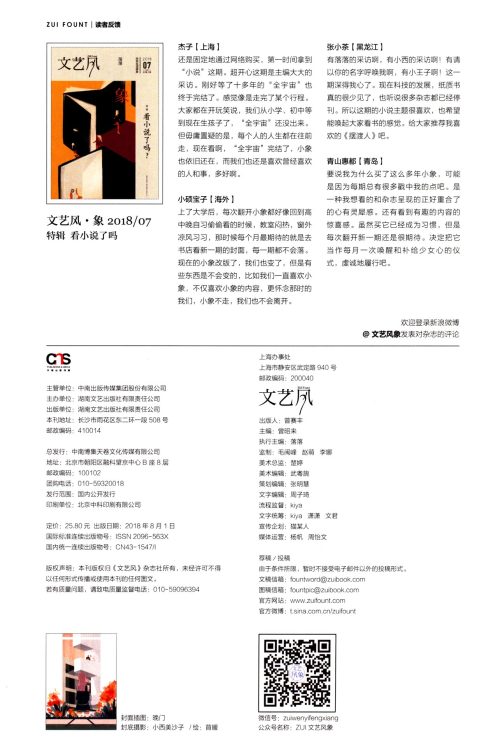 ZUI FOUNT | 读者反馈
文艺风
象
2018
07
看小说了吗?
文艺风·象 2018/07
特辑 看小说了吗
杰子【上海】
还是固定地通过网络购买，第一时间拿到
“小说”这期。超开心这期是主编大大的
采访。刚好等了十多年的“全宇宙”也
终于完结了。感觉像是走完了某个行程。
大家都在开玩笑说，我们从小学、初中等
到现在生孩子了，“全宇宙”还没出来。
但毋庸置疑的是，每个人的人生都在往前
走，现在看啊，“全宇宙”完结了，小象
也依旧还在，而我们也还是喜欢曾经喜欢
的人和事，多好啊。
小硕宝子【海外】
上了大学后，每次翻开小象都好像回到高
中晚自习偷偷看的时候，教室闷热，窗外
凉风习习，那时候每个月最期待的就是去
书店看新一期的封面，每一期都不会落。
现在的小象改版了，我们也变了，但是有
些东西是不会变的，比如我们一直喜欢小
象，不仅喜欢小象的内容，更怀念那时的
我们，小象不走，我们也不会离开。
张小茶【黑龙江】
有落落的采访啊，有小西的采访啊！有请
以你的名字呼唤我啊，有小王子啊！这一
期深得我心了。现在科技的发展，纸质书
真的很少见了，也听说很多杂志都已经停
刊，所以这期的小说主题很喜欢，也希望
能唤起大家看书的感觉。给大家推荐我喜
欢的《摆渡人》吧。
青山惠都【青岛】
要说我为什么买了这么多年小象，可能
是因为每期总有很多戳中我的点吧。是
一种我想看的和杂志呈现的正好重合了
的心有灵犀感。还有看到有趣的内容的
惊喜感。虽然买它已经成为习惯，但是
每次翻开新一期还是很期待。决定把它
当作每月一次唤醒和补给少女心的仪
式，虔诚地履行吧。
欢迎登录新浪微博
@ 文艺风象发表对杂志的评论
主管单位：中南出版传媒集团股份有限公司
主办单位：湖南文艺出版社有限责任公司
出版单位：湖南文艺出版社有限责任公司
本刊地址：长沙市雨花区东二环一段 508 号
邮政编码：410014
总发行：中南博集天卷文化传媒有限公司
地址：北京市朝阳区融科望京中心 B 座 8 层
邮政编码：100102
团购电话：010-59320018
发行范围：国内公开发行
印刷单位：北京中科印刷有限公司
定价：25.80 元 出版日期：2018 年 8 月 1 日
国际标准连续出版物号：ISSN 2096-563X
国内统一连续出版物号：CN43-1547/I
版权声明：本刊版权归《文艺风》杂志社所有，未经许可不得
以任何形式传播或使用本刊的任何图文。
若有质量问题，请致电质量监督电话：010-59096394
上海办事处
上海市静安区武定路 940 号
邮政编码：200040
文艺风
出版人：曾赛丰
主编：曾昭来
执行主编：落落
监制：毛闽峰 赵萌 李娜
美术总监：楚婷
美术编辑：武粤旖
策划编辑：张明慧
文字编辑：周子琦
流程监督：kiya
文字统筹：kiya 潇潇 文君
宣传企划：猫某人
媒体运营：杨帆 周怡文
荐稿 / 投稿
由于条件所限，暂时不接受电子邮件以外的投稿形式。
文稿信箱：fountword@zuibook.com
图稿信箱：fountpic@zuibook.com
官方网站：www.zuifount.com
官方微博：t.sina.com.cn/zuifount
封面插图：晚门
封底摄影：小西美沙子 / 绘：苜媛
微信号：zuiwenyifengxiang
公众号名称：ZUI 文艺风象